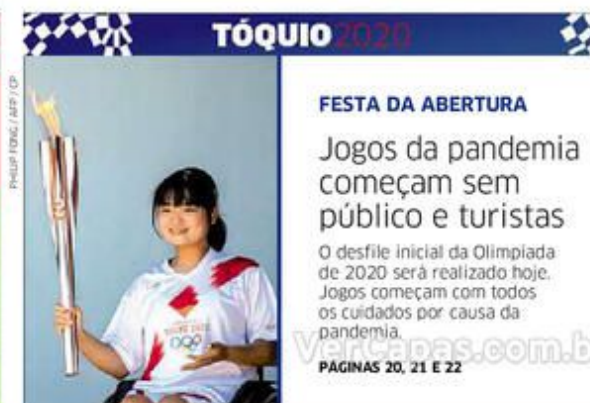 TÓQUIO2020
PHILIP FONG / AFP / CP
FESTA DA ABERTURA
Jogos da pandemia
começam sem
público e turistas
O desfile inicial da Olimpíada
de 2020 será realizado hoje.
Jogos começam com todos
os cuidados por causa da
pandemia.
VerCapas.com.b
PÁGINAS 20, 21 E 22